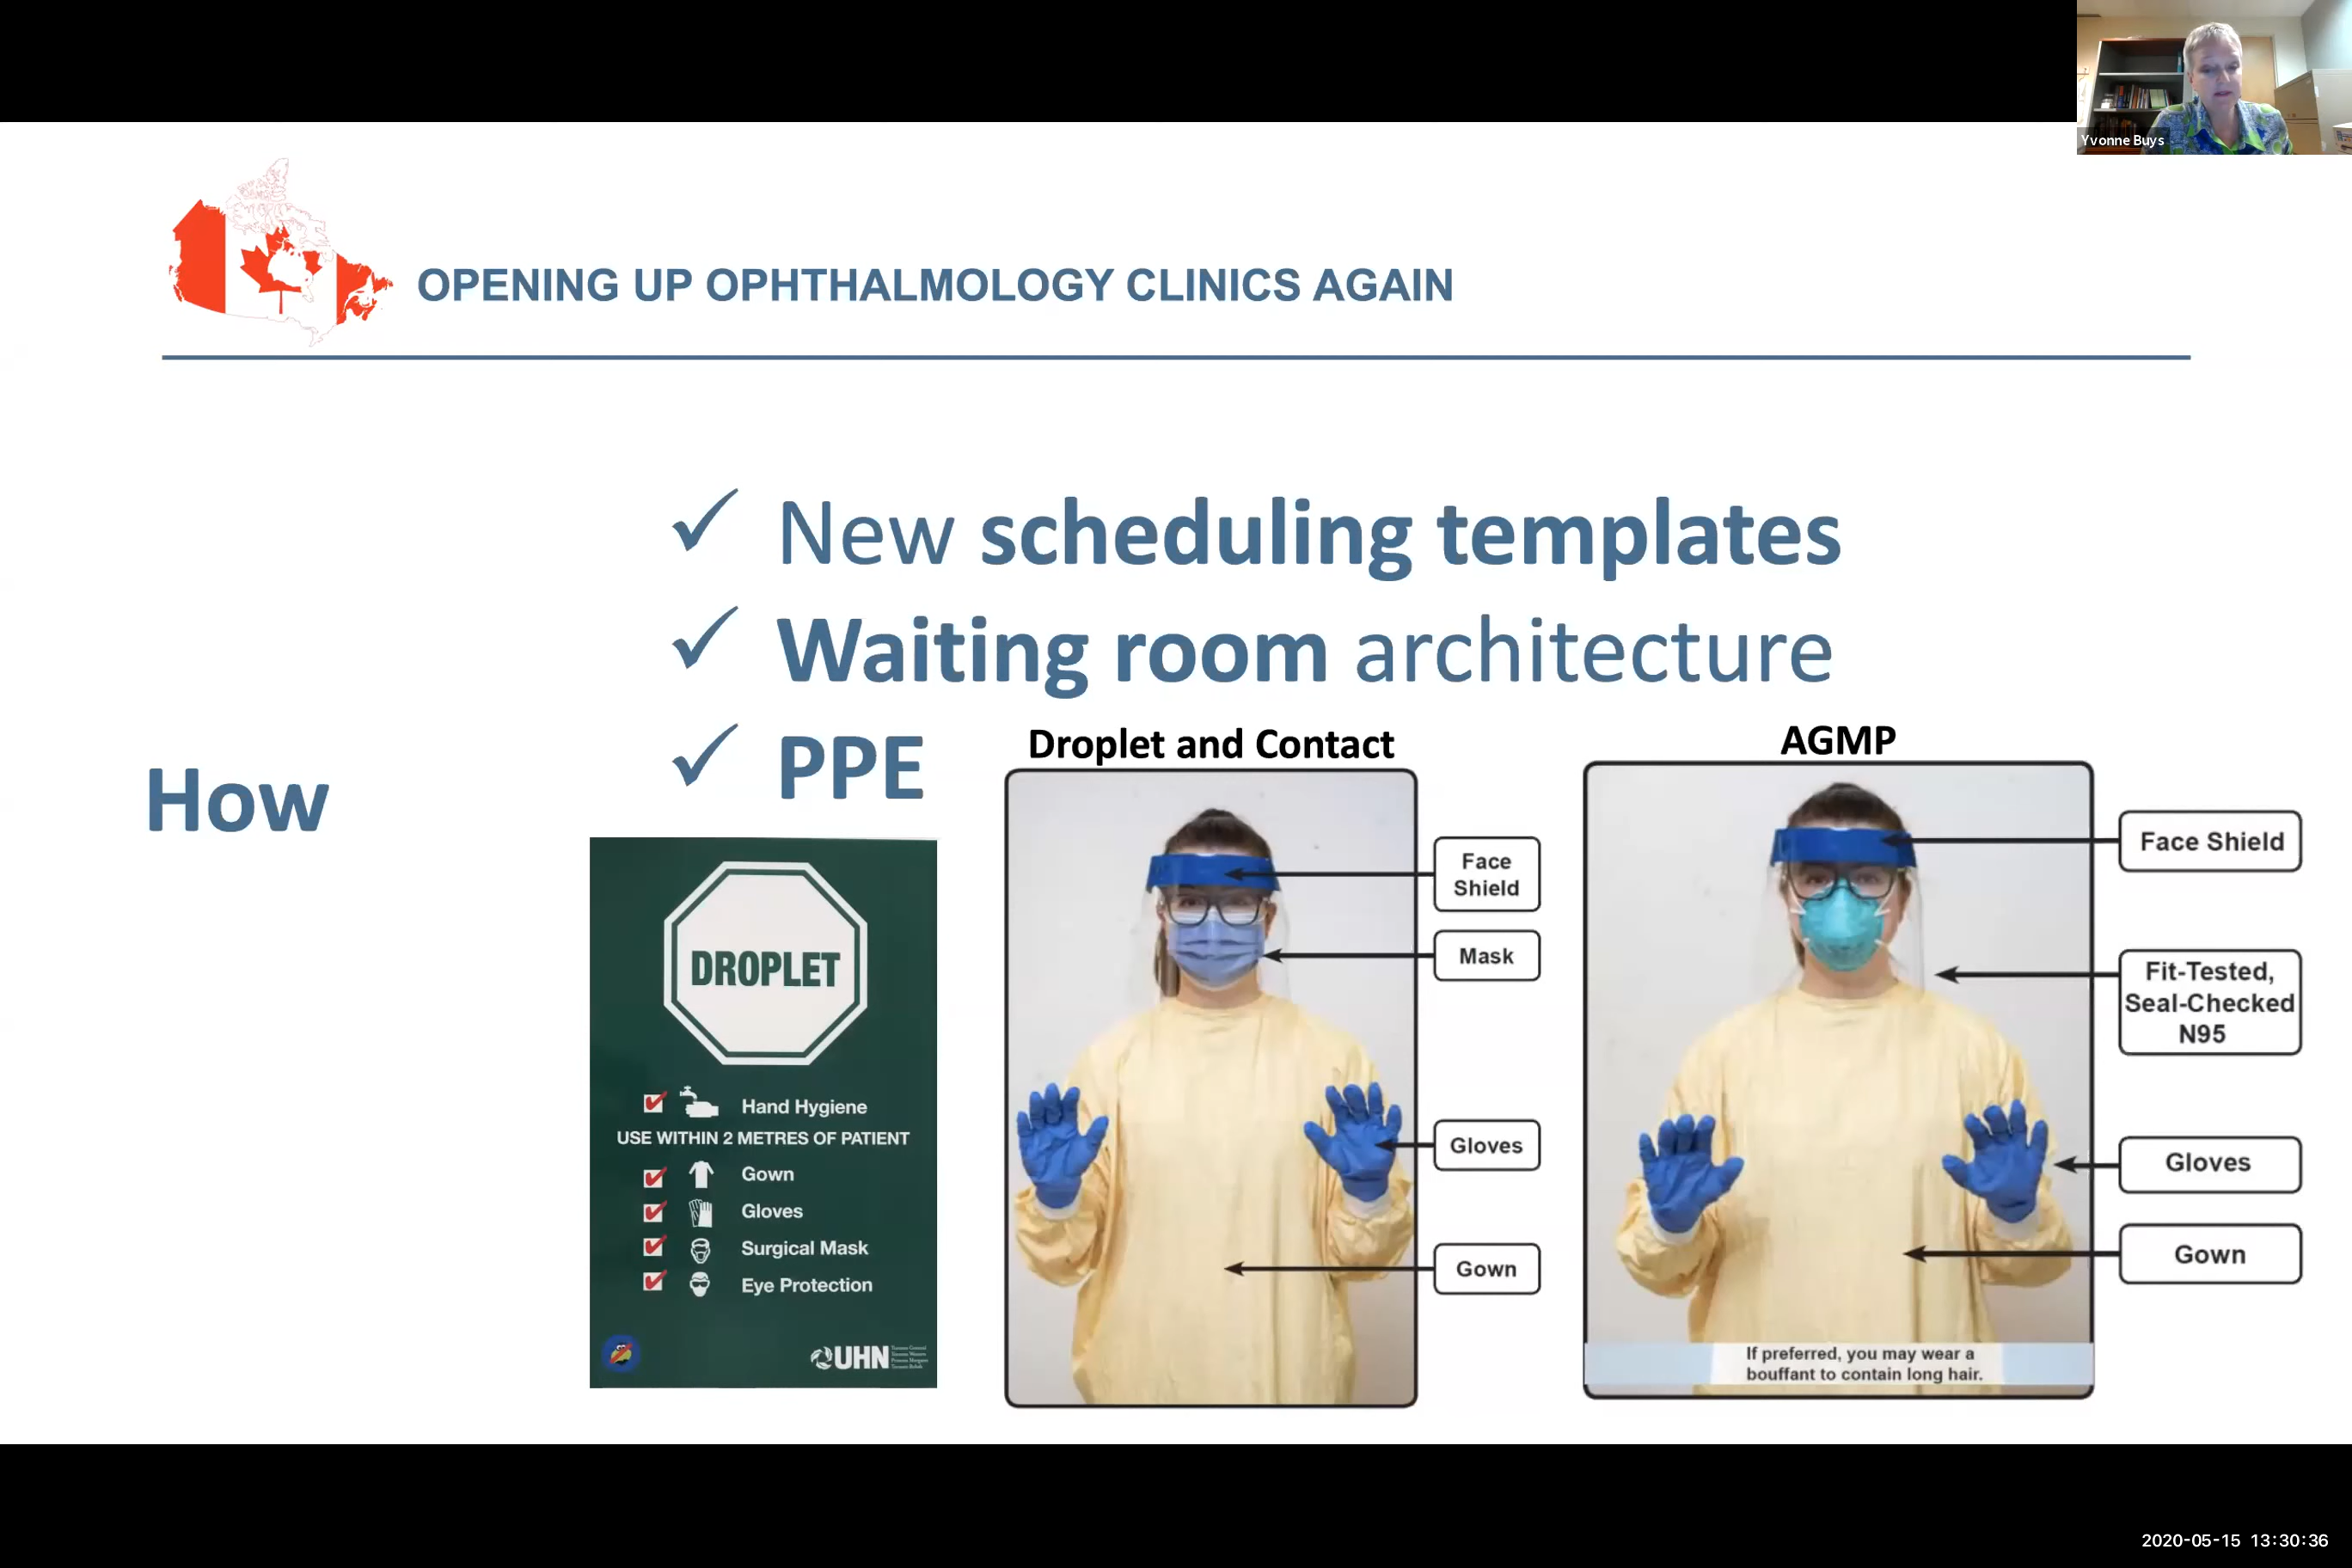 Yvonne Buys
OPENING UP OPHTHALMOLOGY CLINICS AGAIN
How
New scheduling templates
Waiting room architecture
PPE
DROPLET
Hand Hygiene
USE WITHIN 2 METRES OF PATIENT
Gown
Gloves
Surgical Mask
Eye Protection
UHN
Droplet and Contact
Face
Shield
Mask
Gloves
Gown
AGMP
Face Shield
Fit-Tested,
Seal-Checked
N95
Gloves
Gown
If preferred, you may wear a
bouffant to contain long hair.
2020-05-15 13:30:36